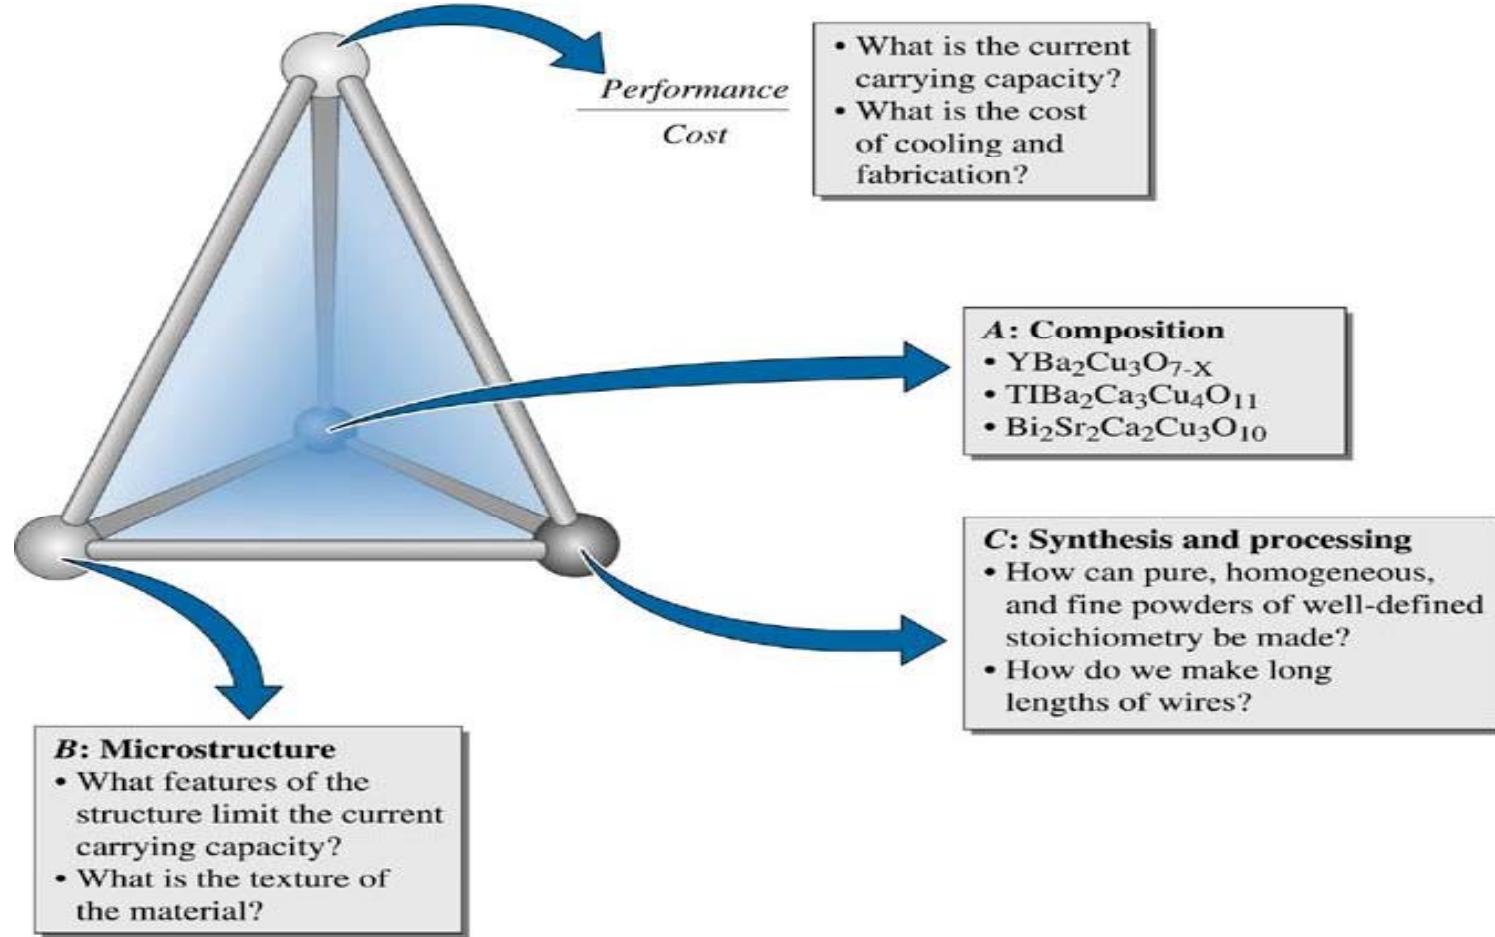 Performance
Cost
• What is the current
carrying capacity?
• What is the cost
of cooling and
fabrication?
A: Composition
• YBa₂Cu₃O₇₋ₓ
• TIBa₂Ca₃Cu₄O₁₁
• Bi₂Sr₂Ca₂Cu₃O₁₀
C: Synthesis and processing
• How can pure, homogeneous,
and fine powders of well-defined
stoichiometry be made?
• How do we make long
lengths of wires?
B: Microstructure
• What features of the
structure limit the current
carrying capacity?
• What is the texture of
the material?